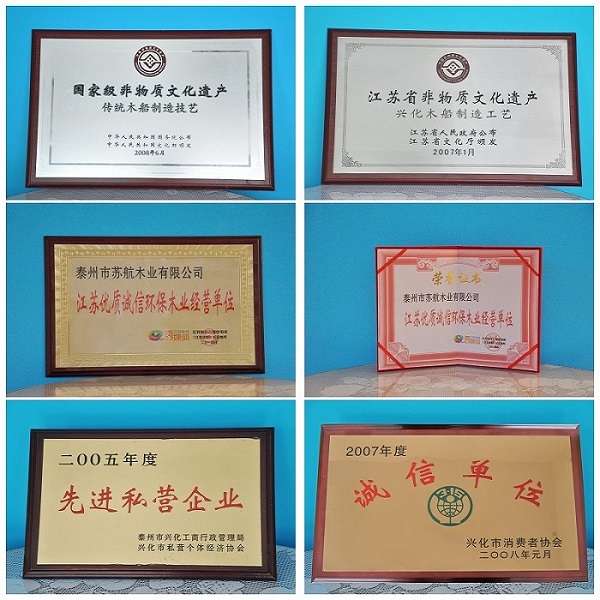 国家级非物质文化遗产
传统木船制造技艺
中华人民共和国国务院公布
中华人民共和国文化部颁发
2008年6月
江苏省非物质文化遗产
兴化木船制造工艺
江苏省人民政府公布
江苏省文化厅颁发
2007年1月
泰州市苏航木业有限公司
江苏优质诚信环保木业经营单位
荣誉证书
泰州市苏航木业有限公司
江苏优质诚信环保木业经营单位
二〇〇五年度
先进私营企业
泰州市兴化工商行政管理局
兴化市私营个体经济协会
2007年度
诚信单位
兴化市消费者协会
二〇〇八年元月